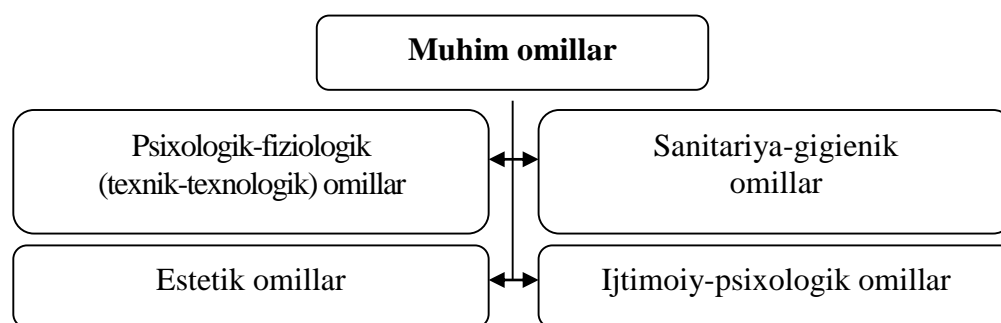 Muhim omillar
Psixologik-fiziologik
(texnik-texnologik) omillar
Sanitariya-gigienik
omillar
Estetik omillar
Ijtimoiy-psixologik omillar